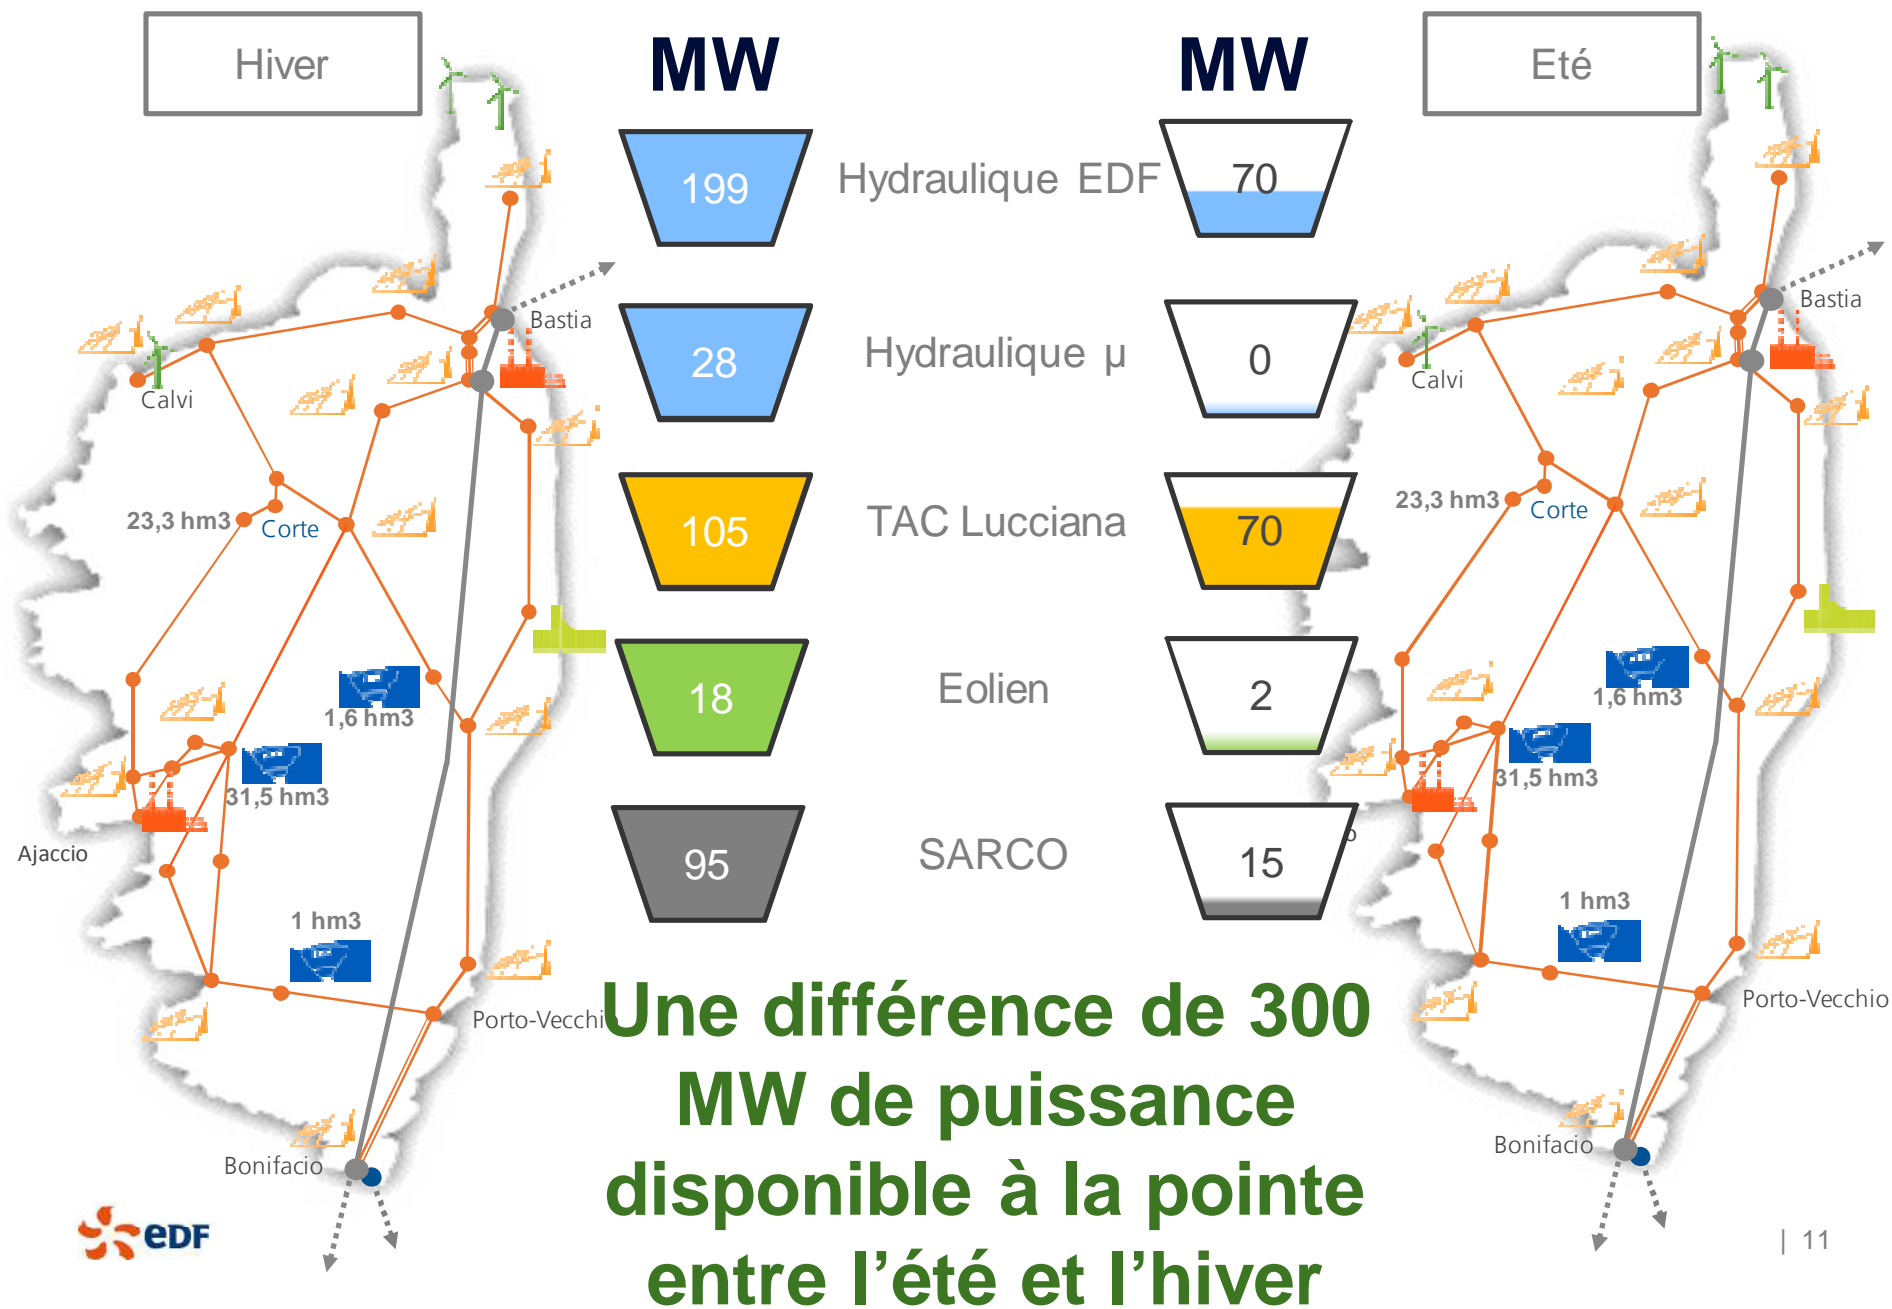 Hiver
MW
MW
Eté
199
Hydraulique EDF
70
28
Hydraulique µ
0
105
TAC Lucciana
70
18
Eolien
2
95
SARCO
15
Bastia
Calvi
23,3 hm3
Corte
1,6 hm3
31,5 hm3
Ajaccio
1 hm3
Porto-Vecchi
Bonifacio
Bastia
Calvi
23,3 hm3
Corte
1,6 hm3
31,5 hm3
o
1 hm3
Porto-Vecchio
Bonifacio
Une différence de 300
MW de puissance
disponible à la pointe
entre l’été et l’hiver
eDF
| 11